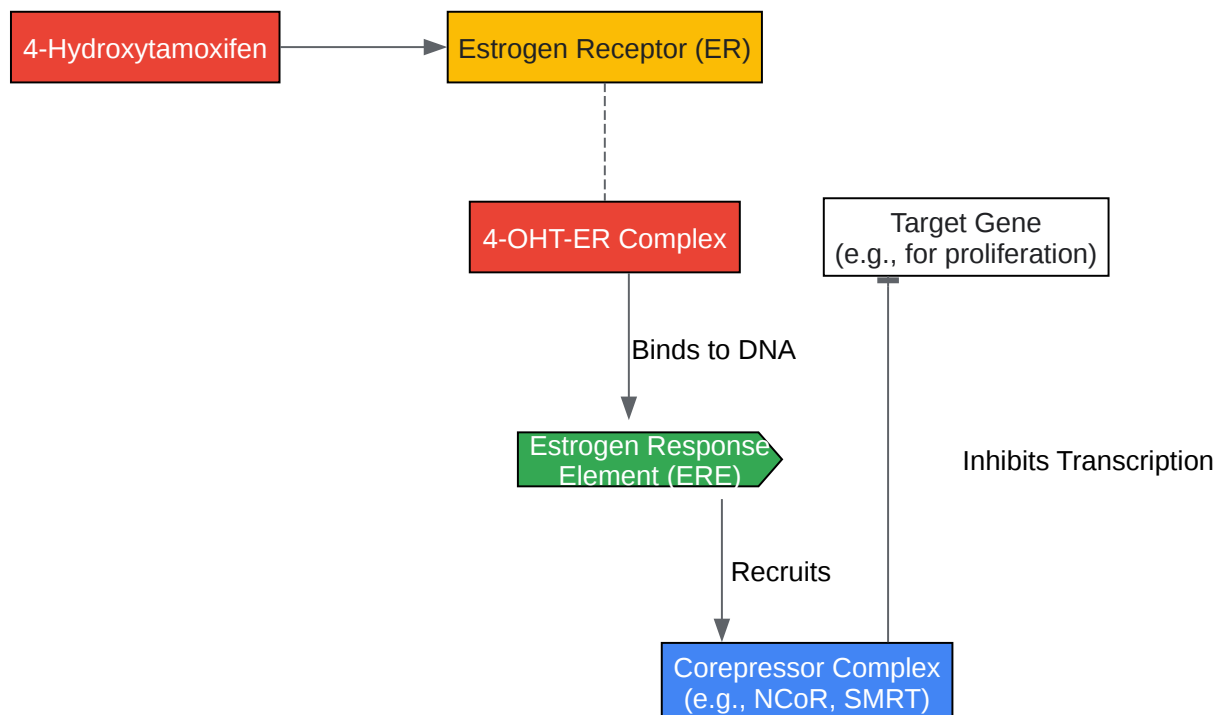 4-Hydroxytamoxifen
Estrogen Receptor (ER)
4-OHT-ER Complex
Target Gene
(e.g., for proliferation)
Binds to DNA
Estrogen Response
Element (ERE)
Inhibits Transcription
Recruits
Corepressor Complex
(e.g., NCoR, SMRT)